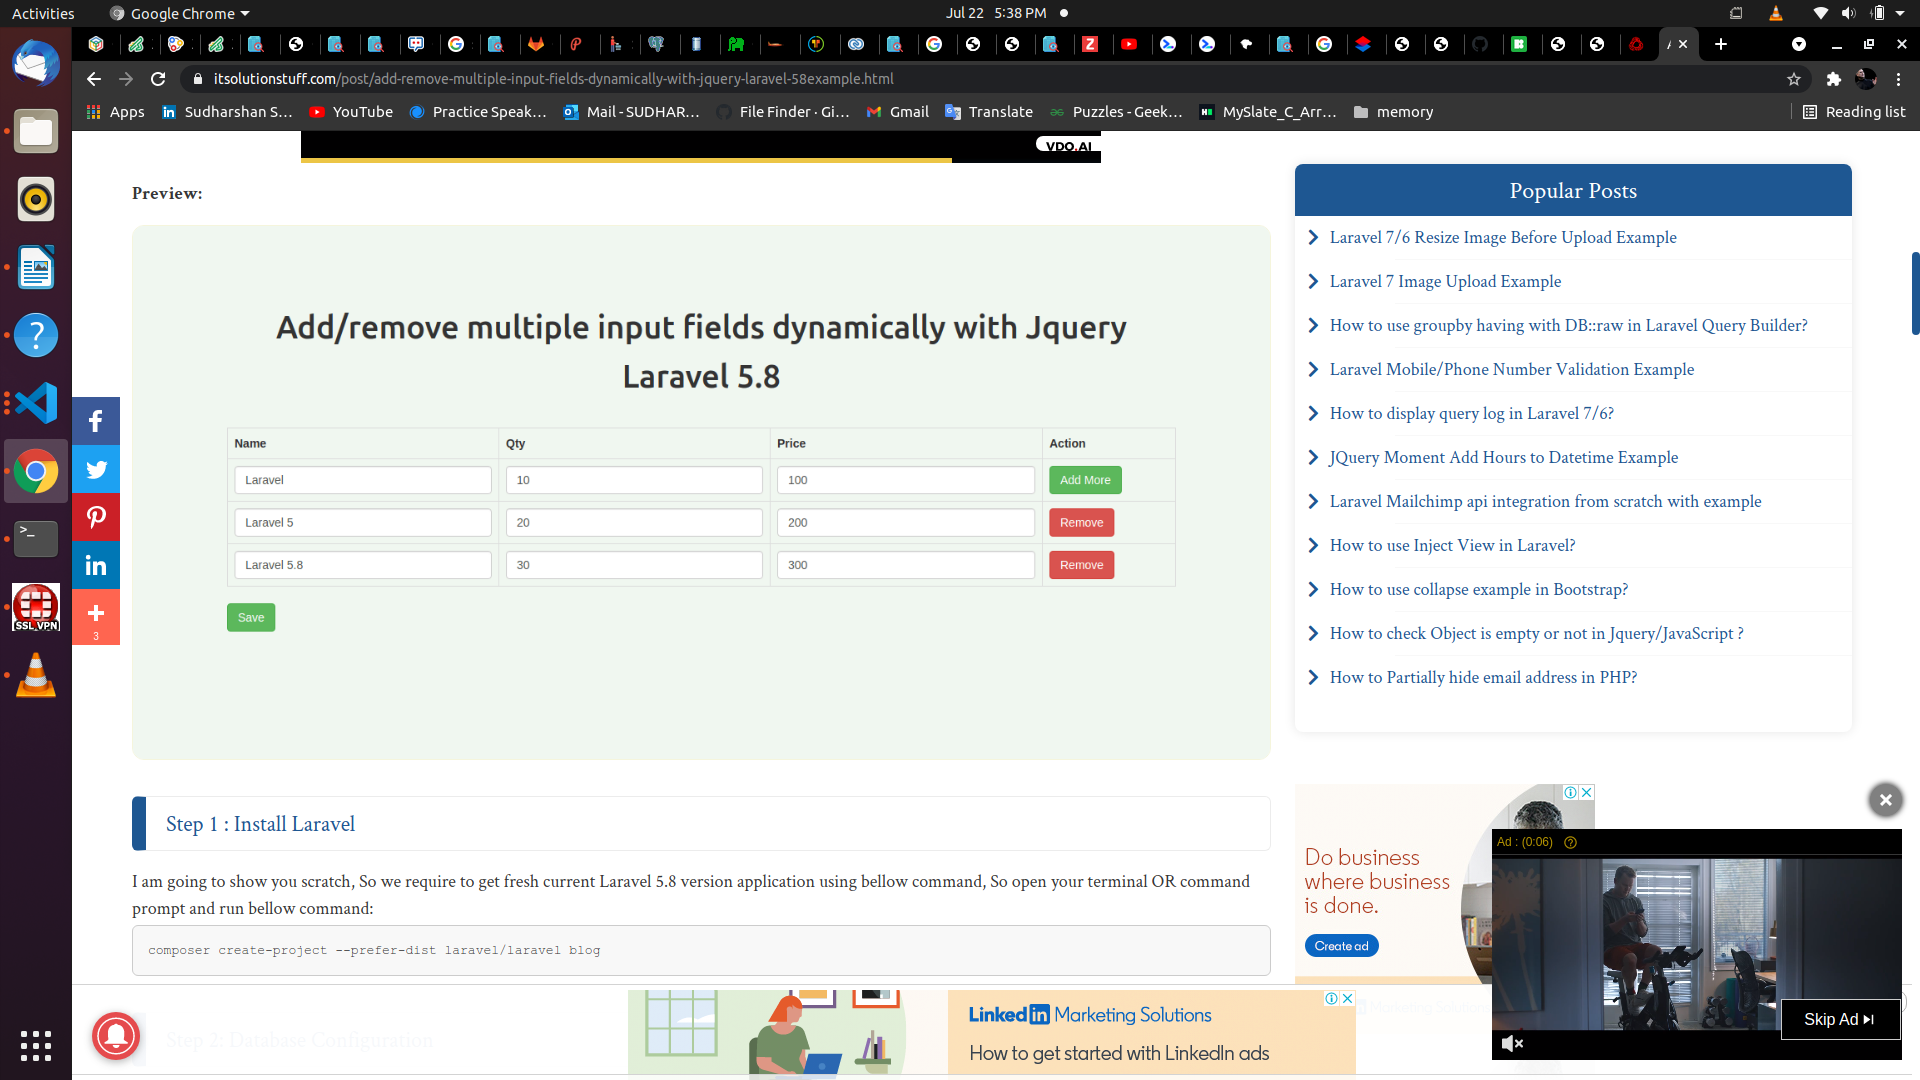 Activities
Google Chrome
Jul 22 5:38 PM
itsolutionstuff.com/post/add-remove-multiple-input-fields-dynamically-with-jquery-laravel-58example.html
Apps
Sudharshan S...
YouTube
Practice Speak...
Mail - SUDHAR...
File Finder · Gi...
Gmail
Translate
Puzzles - Geek...
MySlate_C_Arr...
memory
Reading list
VDO.AI
Preview:
Add/remove multiple input fields dynamically with Jquery
Laravel 5.8
Name Qty Price Action
Laravel 10 100 Add More
Laravel 5 20 200 Remove
Laravel 5.8 30 300 Remove
Save
3
SSL VPN
Step 1 : Install Laravel
I am going to show you scratch, So we require to get fresh current Laravel 5.8 version application using bellow command, So open your terminal OR command
prompt and run bellow command:
composer create-project --prefer-dist laravel/laravel blog
Step 2: Database Configuration
Popular Posts
Laravel 7/6 Resize Image Before Upload Example
Laravel 7 Image Upload Example
How to use groupby having with DB::raw in Laravel Query Builder?
Laravel Mobile/Phone Number Validation Example
How to display query log in Laravel 7/6?
JQuery Moment Add Hours to Datetime Example
Laravel Mailchimp api integration from scratch with example
How to use Inject View in Laravel?
How to use collapse example in Bootstrap?
How to check Object is empty or not in Jquery/JavaScript ?
How to Partially hide email address in PHP?
Do business
where business
is done.
Create ad
Ad : (0:06)
Skip Ad
LinkedIn Marketing Solutions
How to get started with LinkedIn ads